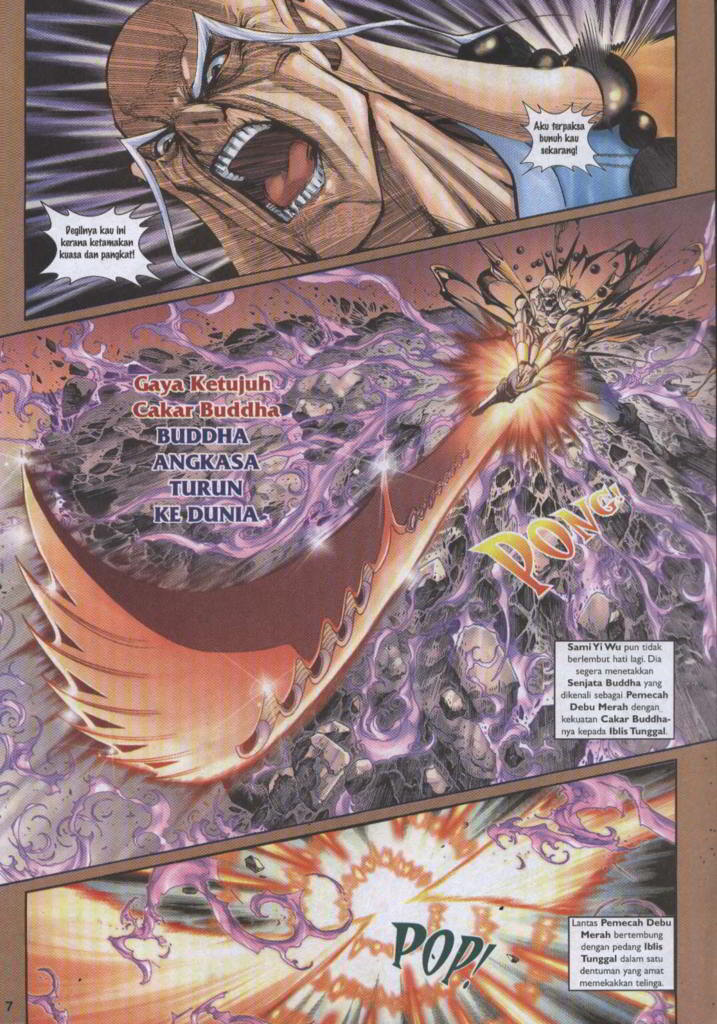 Aku terpaksa
bunuh kau
sekarang!
Degilnya kau ini
kerana ketamakan
kuasa dan pangkat!
Gaya Ketujuh
Cakar Buddha
BUDDHA
ANGKASA
TURUN
KE DUNIA.
PONG!
Sami Yi Wu pun tidak
berlembut hati lagi. Dia
segera menetakkan
Senjata Buddha yang
dikenali sebagai Pemecah
Debu Merah dengan
kekuatan Cakar Buddha-
nya kepada Iblis Tunggal.
POP!
Lantas Pemecah Debu
Merah bertembung
dengan pedang Iblis
Tunggal dalam satu
dentuman yang amat
memekakkan telinga.
7